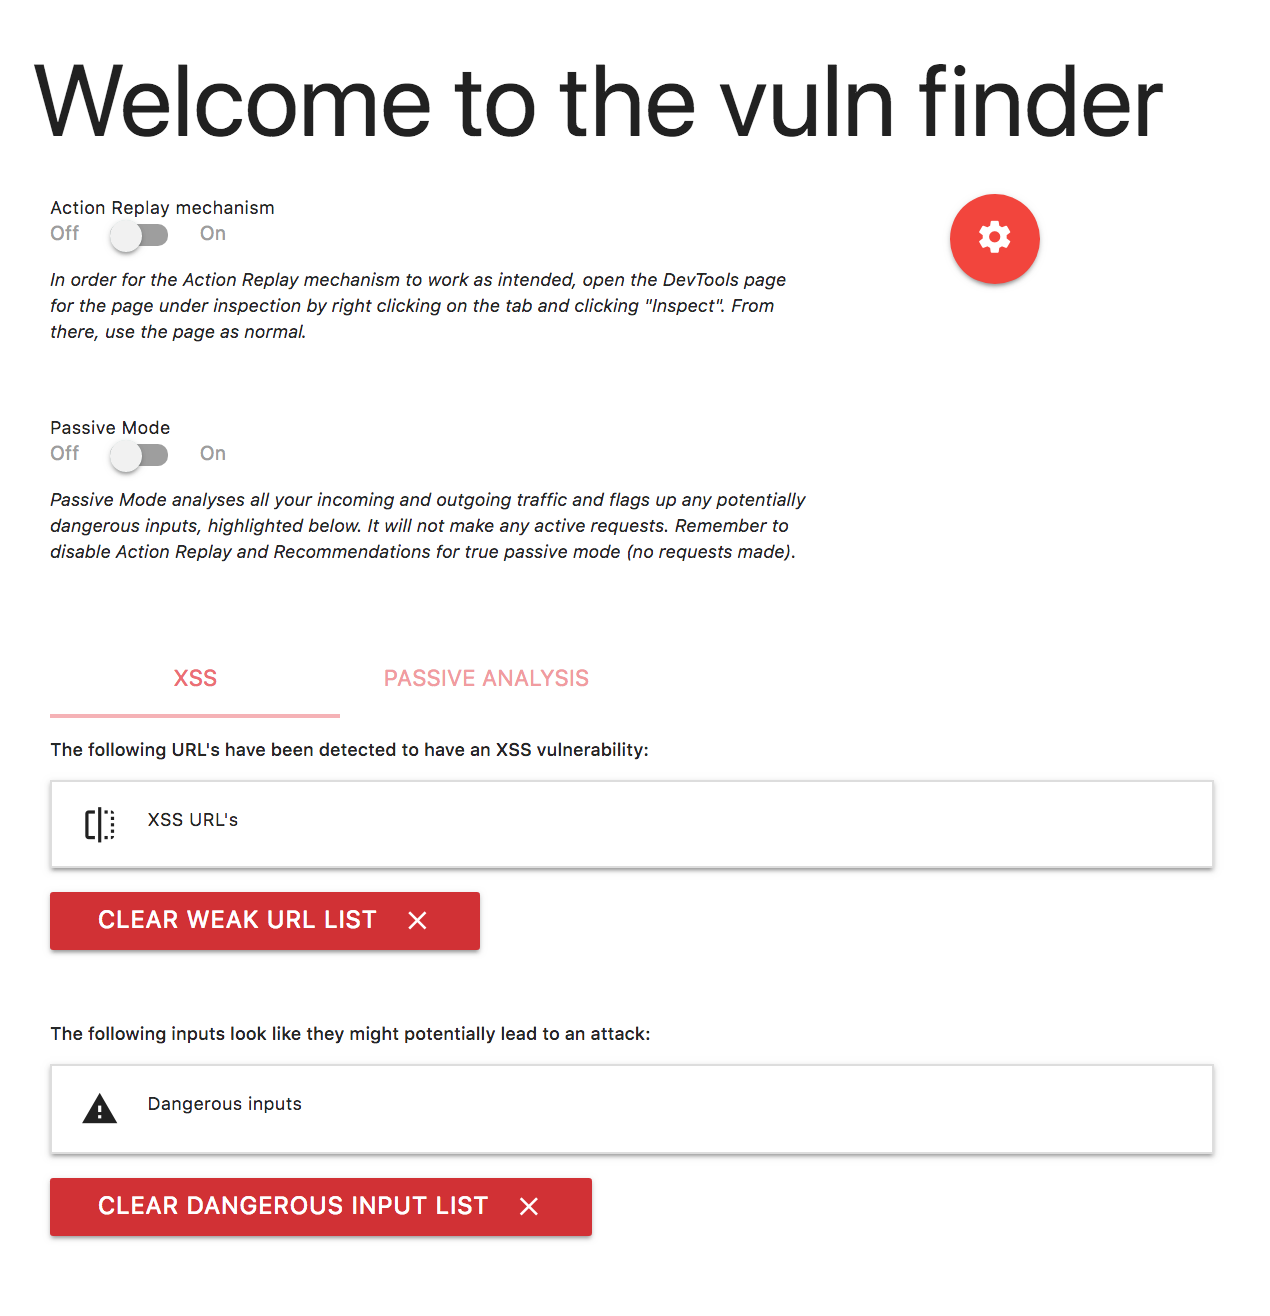 Welcome to the vuln finder
Action Replay mechanism
Off On
In order for the Action Replay mechanism to work as intended, open the DevTools page
for the page under inspection by right clicking on the tab and clicking "Inspect". From
there, use the page as normal.
Passive Mode
Off On
Passive Mode analyses all your incoming and outgoing traffic and flags up any potentially
dangerous inputs, highlighted below. It will not make any active requests. Remember to
disable Action Replay and Recommendations for true passive mode (no requests made).
XSS PASSIVE ANALYSIS
The following URL's have been detected to have an XSS vulnerability:
XSS URL's
CLEAR WEAK URL LIST
The following inputs look like they might potentially lead to an attack:
Dangerous inputs
CLEAR DANGEROUS INPUT LIST